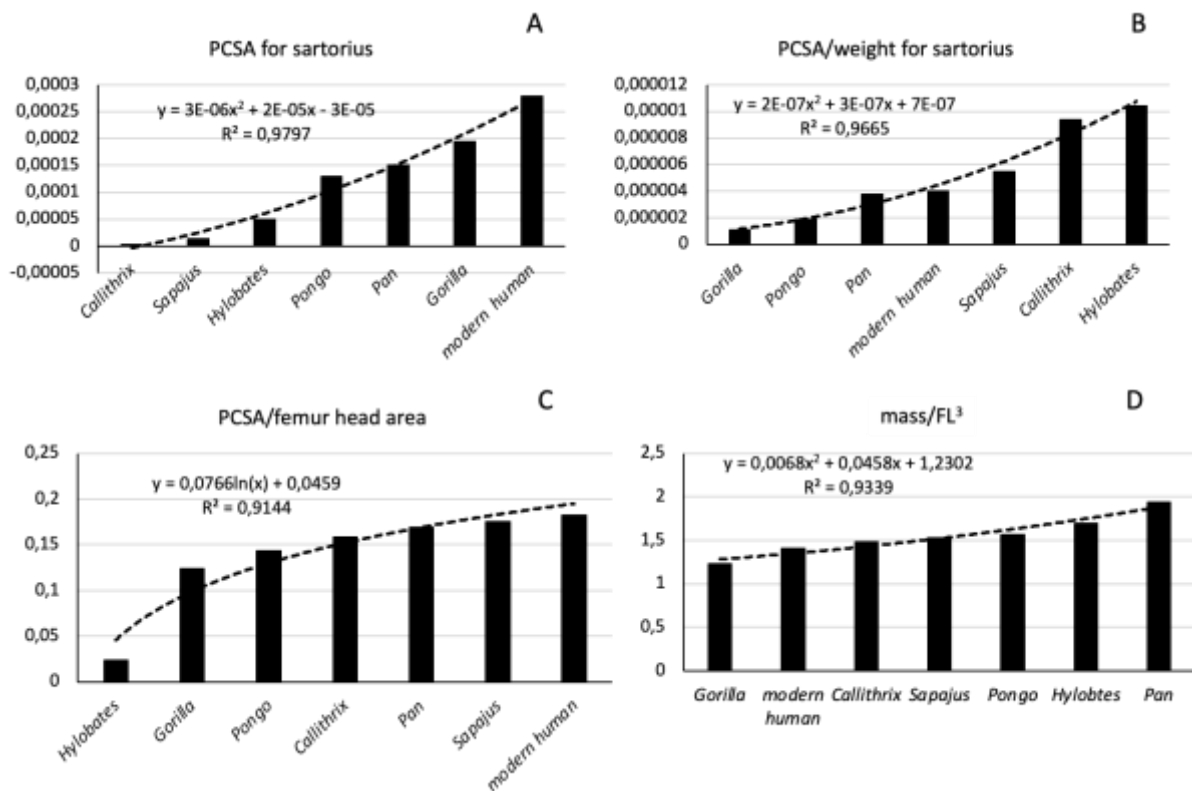 A
PCSA for sartorius
0,0003
0,00025
0,0002
0,00015
0,0001
0,00005
0
-0,00005
y = 3E-06x² + 2E-05x - 3E-05
R² = 0,9797
Callithrix
Sapajus
Hylobates
Pongo
Pan
Gorilla
modern human
B
PCSA/weight for sartorius
0,000012
0,00001
0,000008
0,000006
0,000004
0,000002
0
y = 2E-07x² + 3E-07x + 7E-07
R² = 0,9665
Gorilla
Pongo
Pan
modern human
Sapajus
Callithrix
Hylobates
C
PCSA/femur head area
0,25
0,2
0,15
0,1
0,05
0
y = 0,0766ln(x) + 0,0459
R² = 0,9144
Hylobates
Gorilla
Pongo
Callithrix
Pan
Sapajus
modern human
D
mass/FL³
2,5
2
1,5
1
0,5
0
y = 0,0068x² + 0,0458x + 1,2302
R² = 0,9339
Gorilla
modern
human
Callithrix
Sapajus
Pongo
Hylobtes
Pan